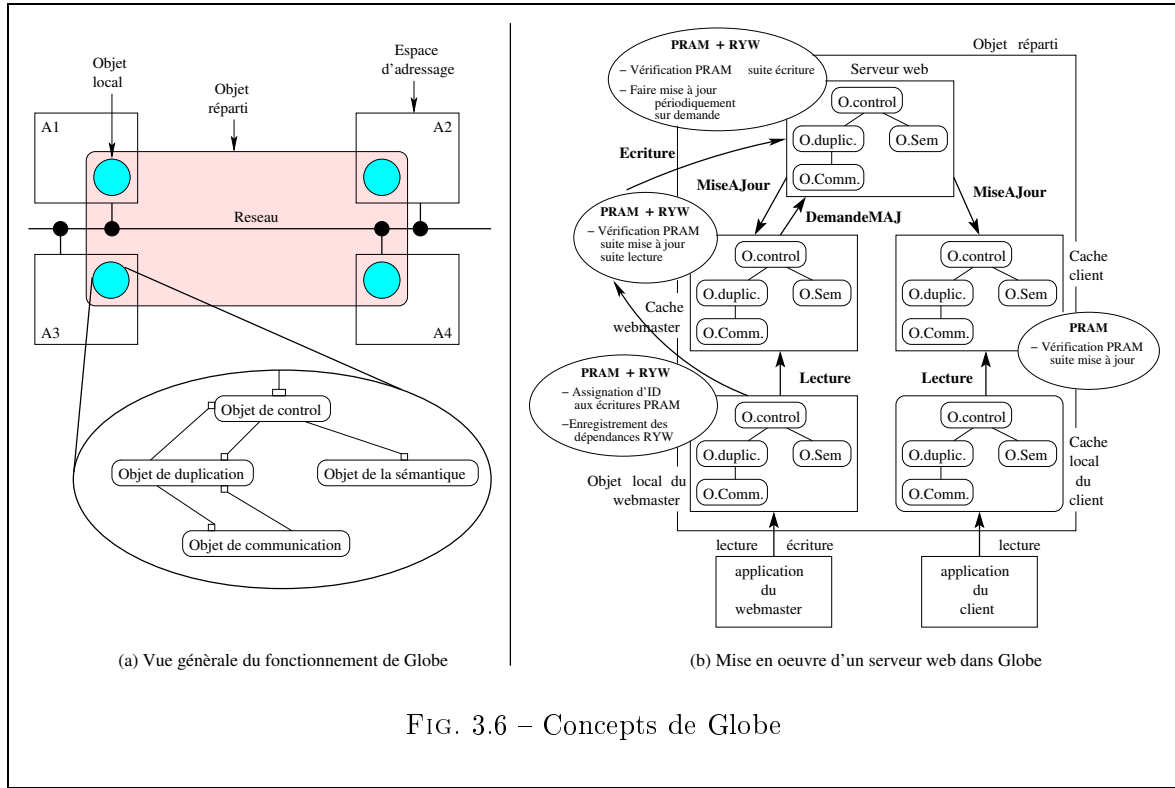 Objet
local
Objet
réparti
Espace
d'adressage
A1
A2
Reseau
A3
A4
Objet de control
Objet de duplication
Objet de la sémantique
Objet de communication
(a) Vue génèrale du fonctionnement de Globe
PRAM + RYW
– Vérification PRAM suite écriture
– Faire mise à jour
périodiquement
sur demande
Objet réparti
Serveur web
O.control
O.duplic.
O.Sem
O.Comm.
Ecriture
MiseAJour
DemandeMAJ
MiseAJour
PRAM + RYW
– Vérification PRAM
suite mise à jour
suite lecture
Cache
webmaster
O.control
O.duplic.
O.Sem
O.Comm.
O.control
O.duplic.
O.Sem
O.Comm.
Cache
client
PRAM
– Vérification PRAM
suite mise à jour
Lecture
Lecture
PRAM + RYW
– Assignation d'ID
aux écritures PRAM
–Enregistrement des
dépendances RYW
Objet local du
webmaster
O.control
O.duplic.
O.Sem
O.Comm.
O.control
O.duplic.
O.Sem
O.Comm.
Cache
local
du
client
lecture écriture
lecture
application
du
webmaster
application
du
client
(b) Mise en oeuvre d'un serveur web dans Globe
FIG. 3.6 – Concepts de Globe